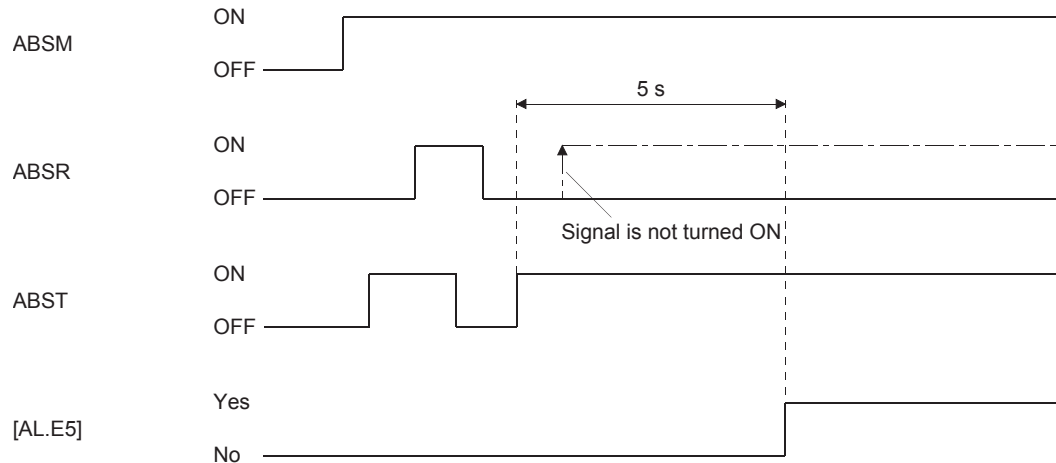 ON
ABSM
OFF
5 s
ON
ABSR
OFF
Signal is not turned ON
ON
ABST
OFF
Yes
[AL.E5]
No